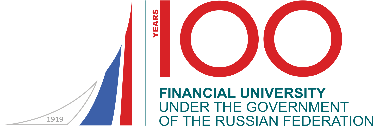 1919
YEARS
100
FINANCIAL UNIVERSITY
UNDER THE GOVERNMENT
OF THE RUSSIAN FEDERATION